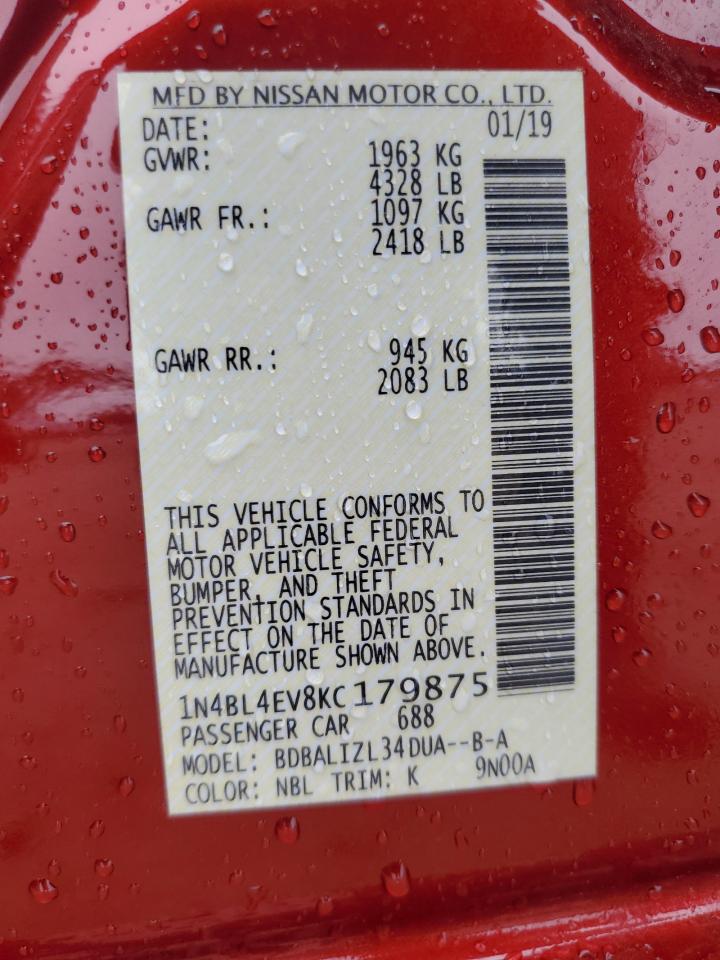 MFD BY NISSAN MOTOR CO., LTD.
DATE: 01/19
GVWR: 1963 KG
4328 LB
GAWR FR.: 1097 KG
2418 LB
GAWR RR.: 945 KG
2083 LB
THIS VEHICLE CONFORMS TO
ALL APPLICABLE FEDERAL
MOTOR VEHICLE SAFETY,
BUMPER, AND THEFT
PREVENTION STANDARDS IN
EFFECT ON THE DATE OF
MANUFACTURE SHOWN ABOVE.
1N4BL4EV8KC179875
PASSENGER CAR 688
MODEL: BDBALIZL34DUA--B-A
COLOR: NBL TRIM: K 9N00A